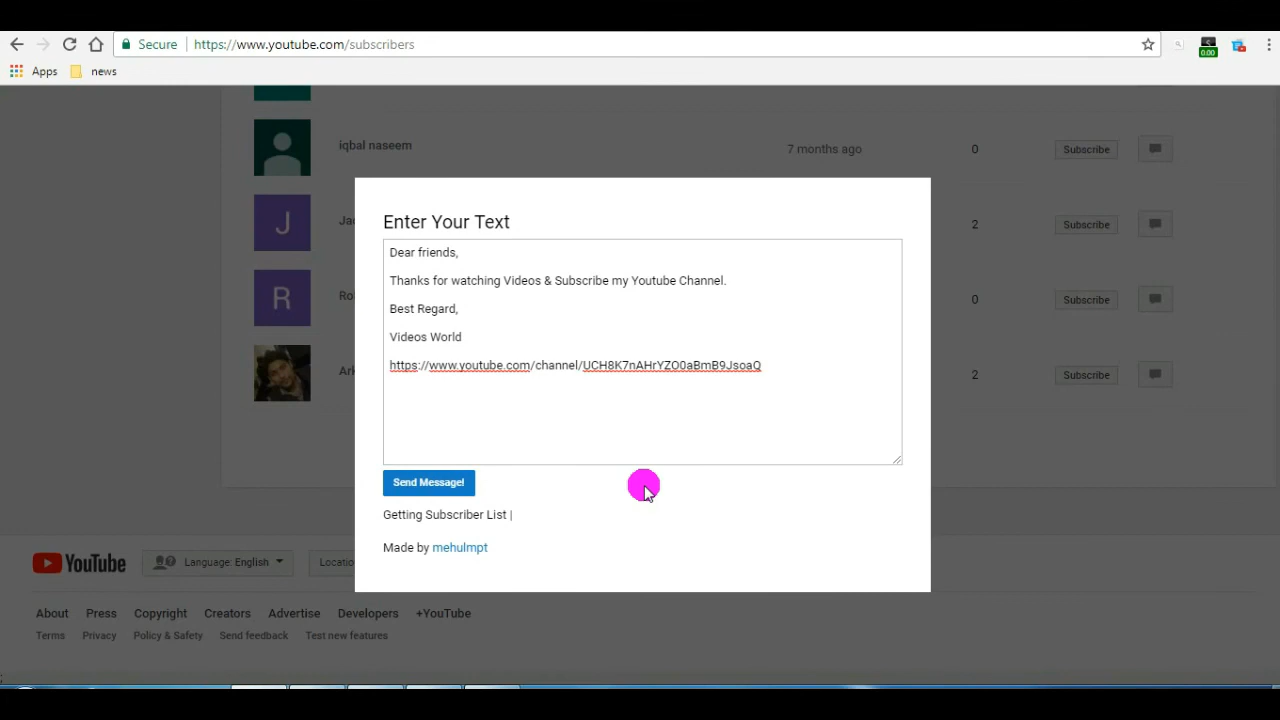 Secure https://www.youtube.com/subscribers
0.00
Apps news
iqbal naseem 7 months ago 0 Subscribe
J 2 Subscribe
R 0 Subscribe
2 Subscribe
Enter Your Text
Dear friends,
Thanks for watching Videos & Subscribe my Youtube Channel.
Best Regard,
Videos World
https://www.youtube.com/channel/UCH8K7nAHrYZO0aBmB9JsoaQ
Send Message!
Getting Subscriber List |
Made by mehulmpt
YouTube Language: English
About Press Copyright Creators Advertise Developers +YouTube
Terms Privacy Policy & Safety Send feedback Test new features